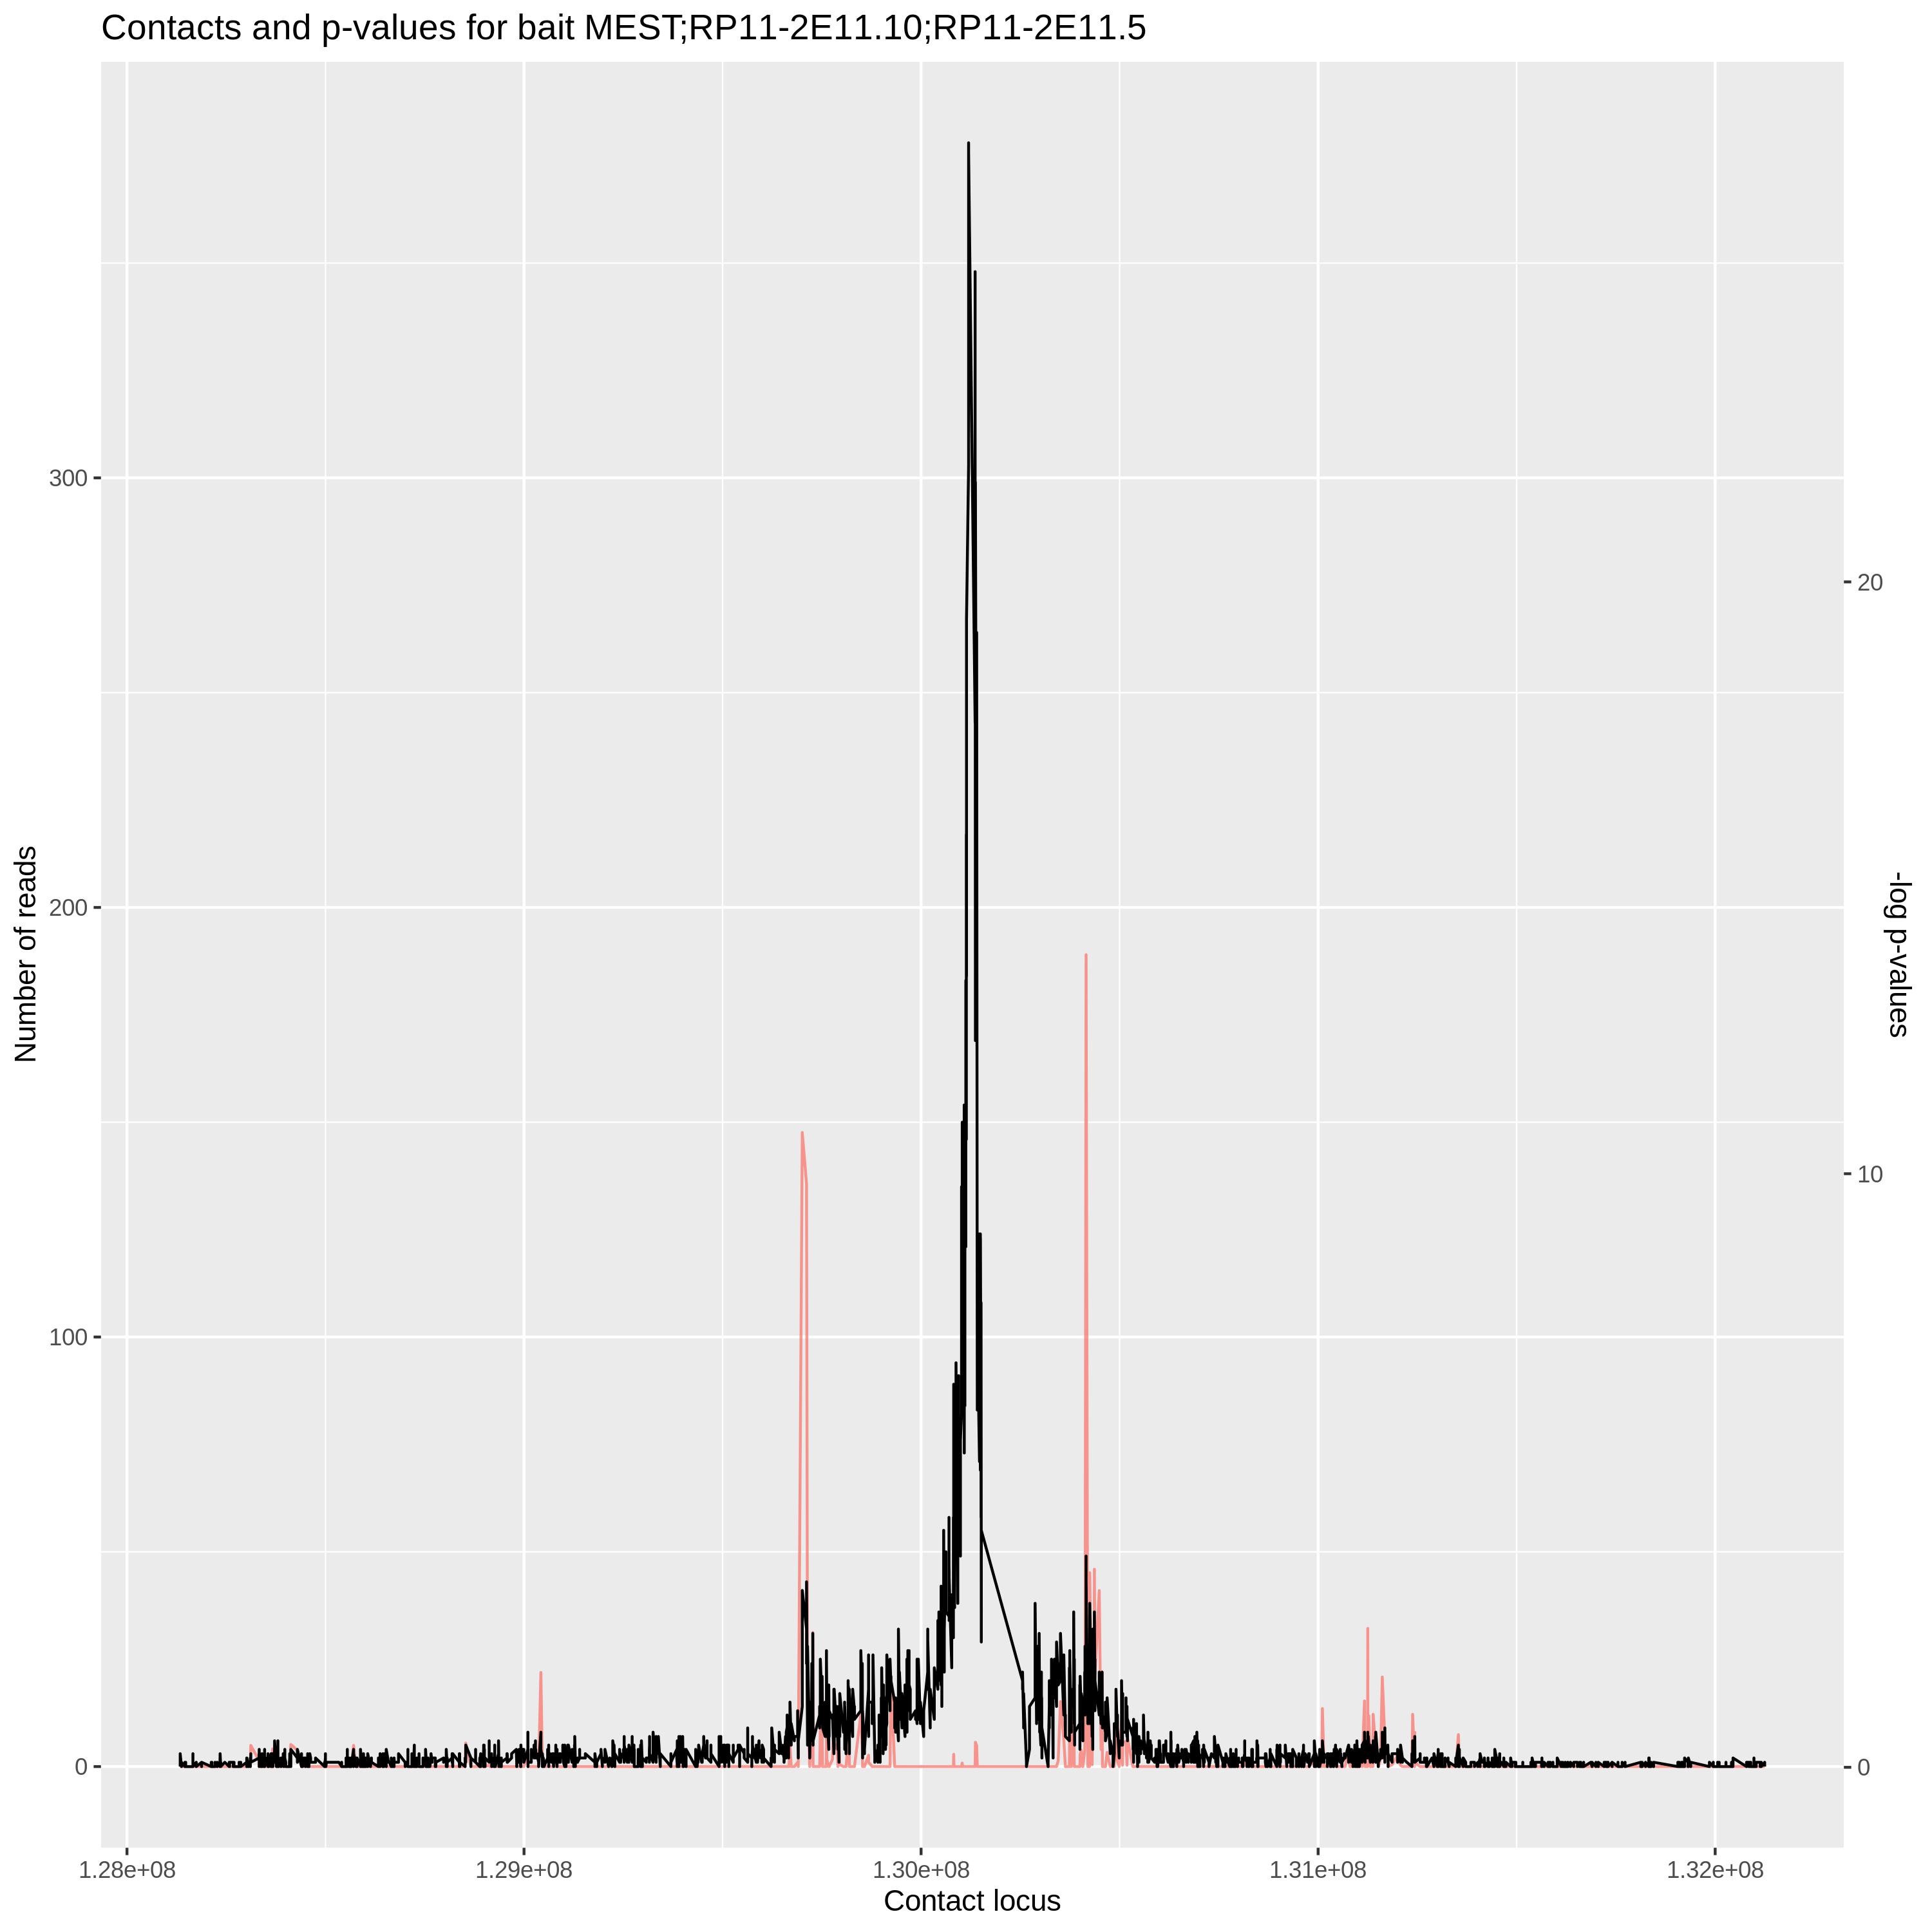 Contacts and p-values for bait MEST;RP11-2E11.10;RP11-2E11.5
Number of reads
300
200
100
0
20
10
0
-log p-values
1.28e+08
1.29e+08
1.30e+08
1.31e+08
1.32e+08
Contact locus